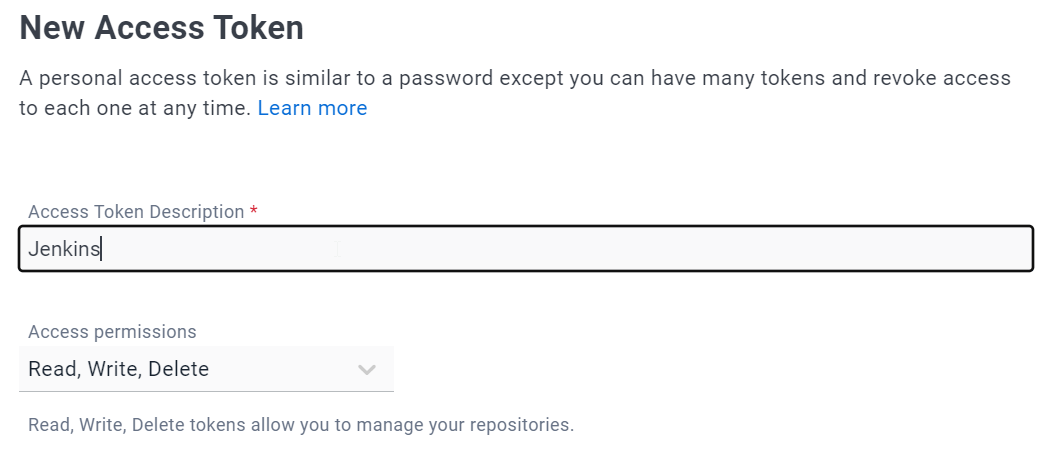 New Access Token
A personal access token is similar to a password except you can have many tokens and revoke access
to each one at any time. Learn more
Access Token Description *
Jenkins
Access permissions
Read, Write, Delete
Read, Write, Delete tokens allow you to manage your repositories.